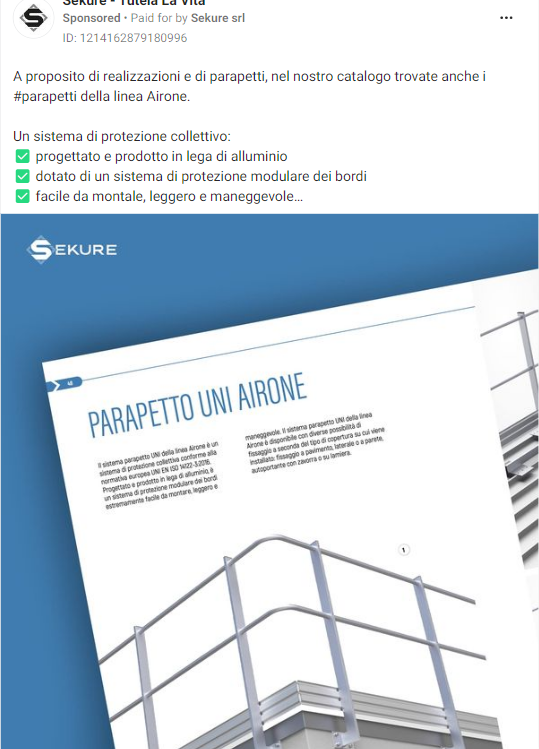 Sekure - Tutela La Vita
Sponsored • Paid for by Sekure srl
ID: 1214162879180996
A proposito di realizzazioni e di parapetti, nel nostro catalogo trovate anche i
#parapetti della linea Airone.
Un sistema di protezione collettivo:
✅ progettato e prodotto in lega di alluminio
✅ dotato di un sistema di protezione modulare dei bordi
✅ facile da montale, leggero e maneggevole...
SEKURE
48
PARAPETTO UNI AIRONE
Il sistema parapetto UNI della linea Airone è un
sistema di protezione collettiva conforme alla
normativa europea UNI EN ISO 14122-3:2016.
Progettato e prodotto in lega di alluminio, è
un sistema di protezione modulare dei bordi
estremamente facile da montare, leggero e
maneggevole. Il sistema parapetto UNI della linea
Airone è disponibile con diverse possibilità di
fissaggio a seconda del tipo di copertura su cui viene
installato: fissaggio a pavimento, laterale o a parete,
autoportante con zavorra o su lamiera.
1